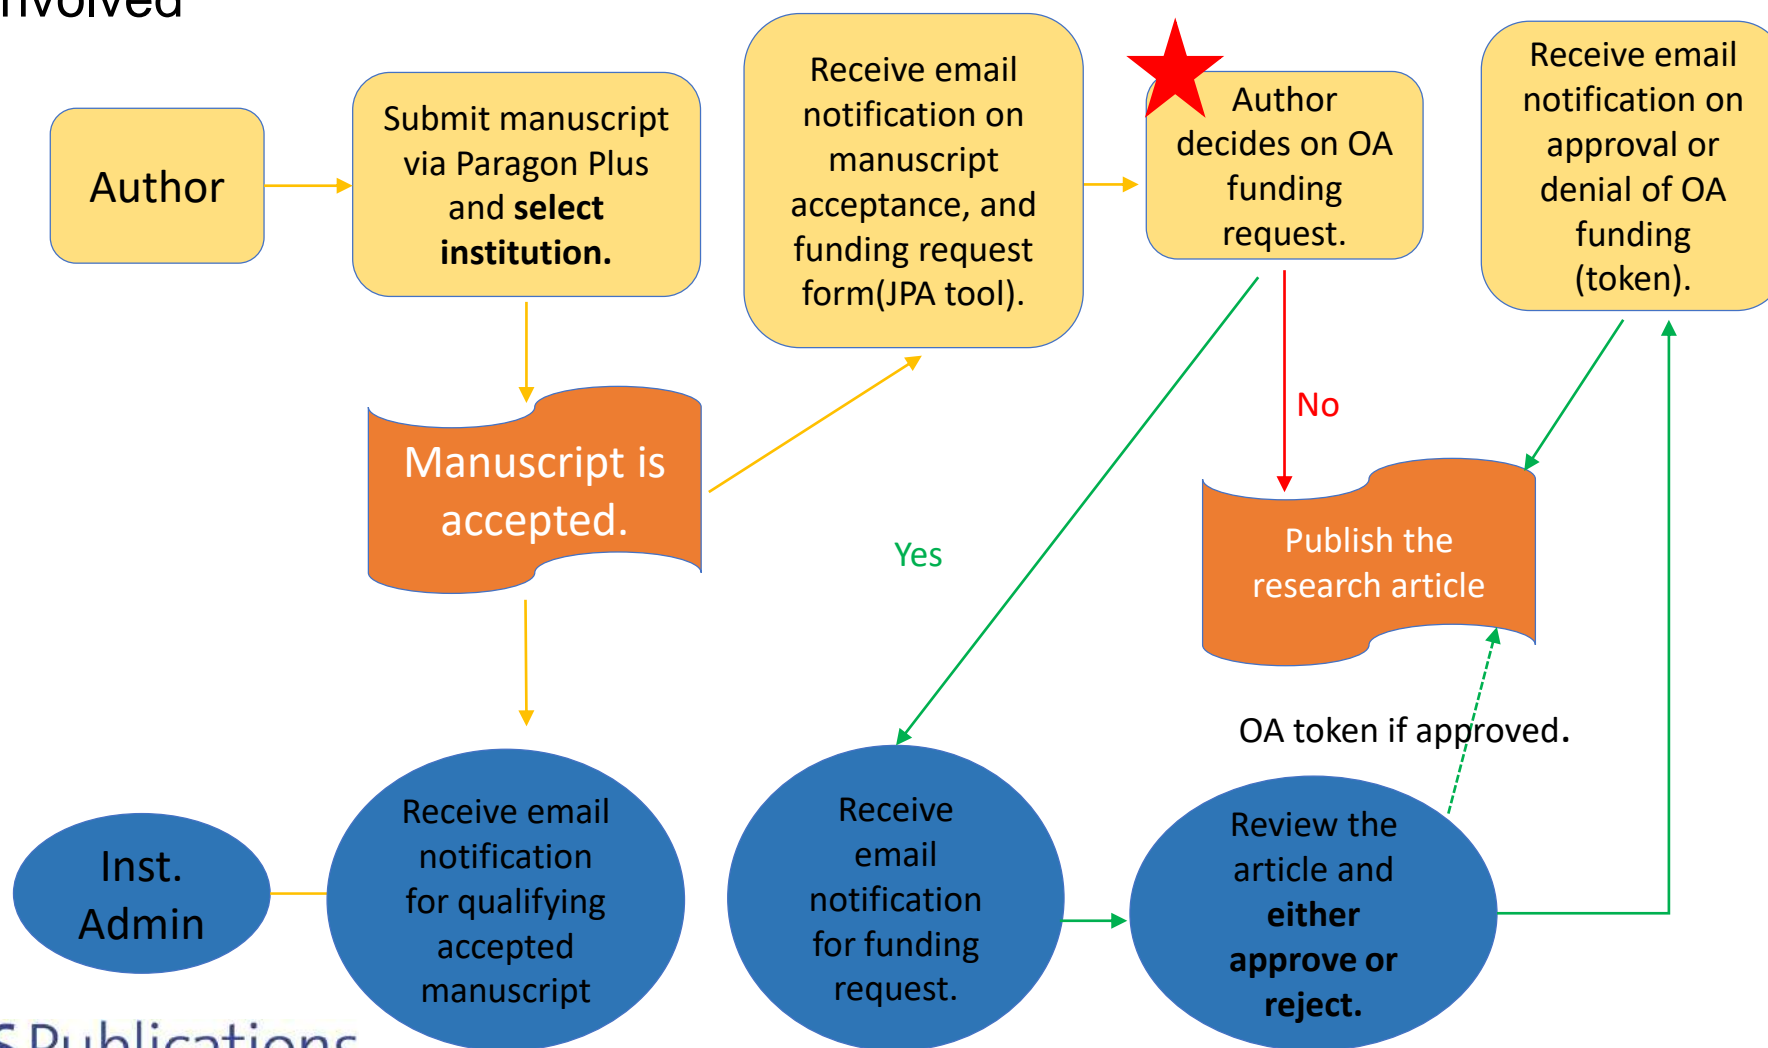 Involved
Author
Submit manuscript
via Paragon Plus
and select
institution.
Receive email
notification on
manuscript
acceptance, and
funding request
form(JPA tool).
Author
decides on OA
funding
request.
Receive email
notification on
approval or
denial of OA
funding
(token).
Manuscript is
accepted.
No
Yes
Publish the
research article
OA token if approved.
Inst.
Admin
Receive email
notification
for qualifying
accepted
manuscript
Receive
email
notification
for funding
request.
Review the
article and
either
approve or
reject.
S Publications